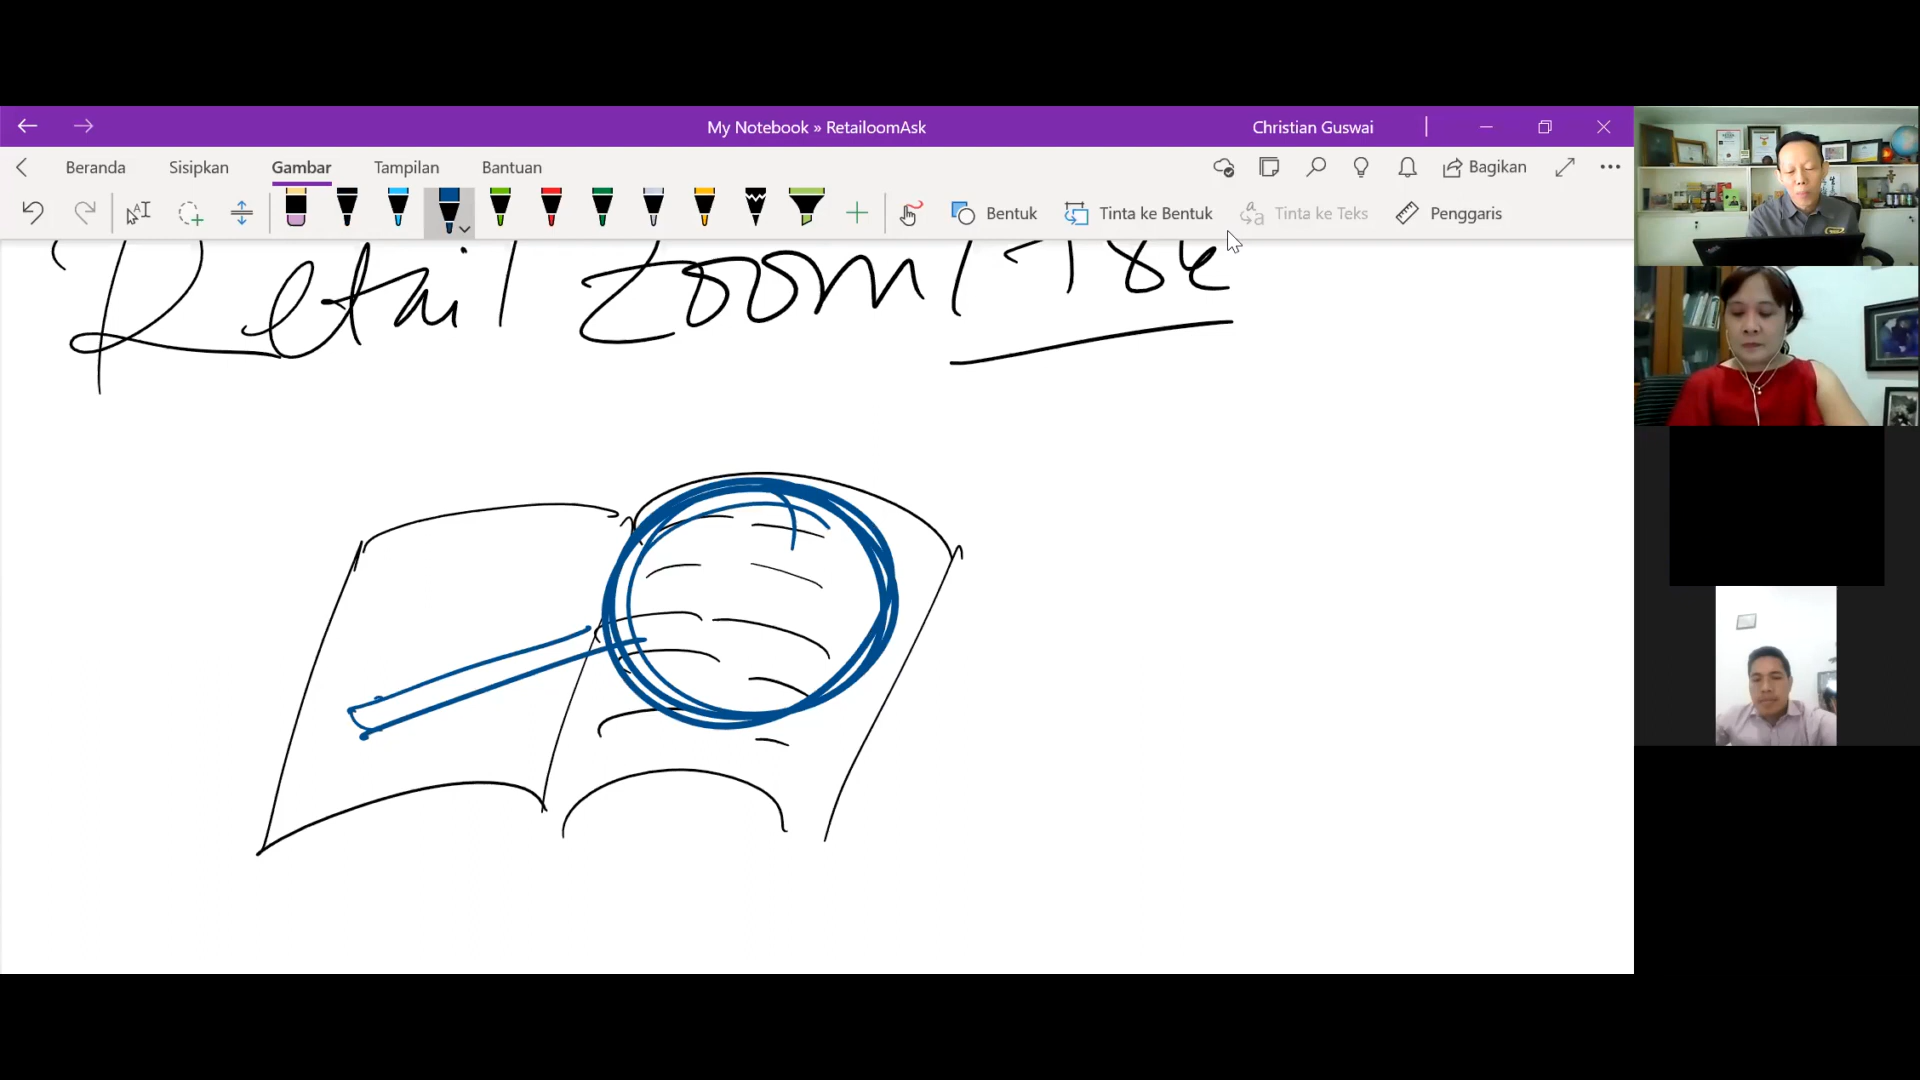 My Notebook » RetailoomAsk
Christian Guswai
Beranda Sisipkan Gambar Tampilan Bantuan Bagikan
Bentuk Tinta ke Bentuk Tinta ke Teks Penggaris
Retail Zoom